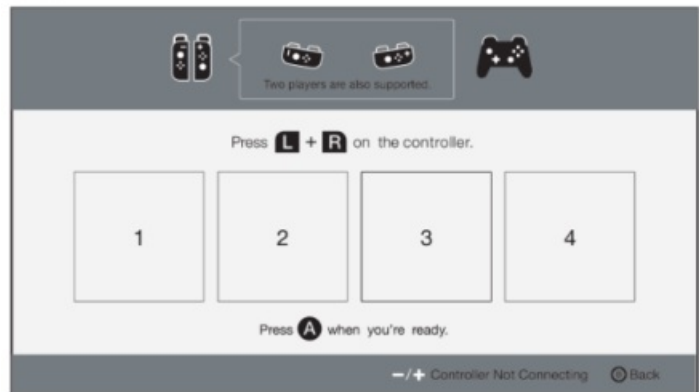 Two players are also supported.
Press L + R on the controller.
1 2 3 4
Press A when you're ready.
−/+ Controller Not Connecting B Back